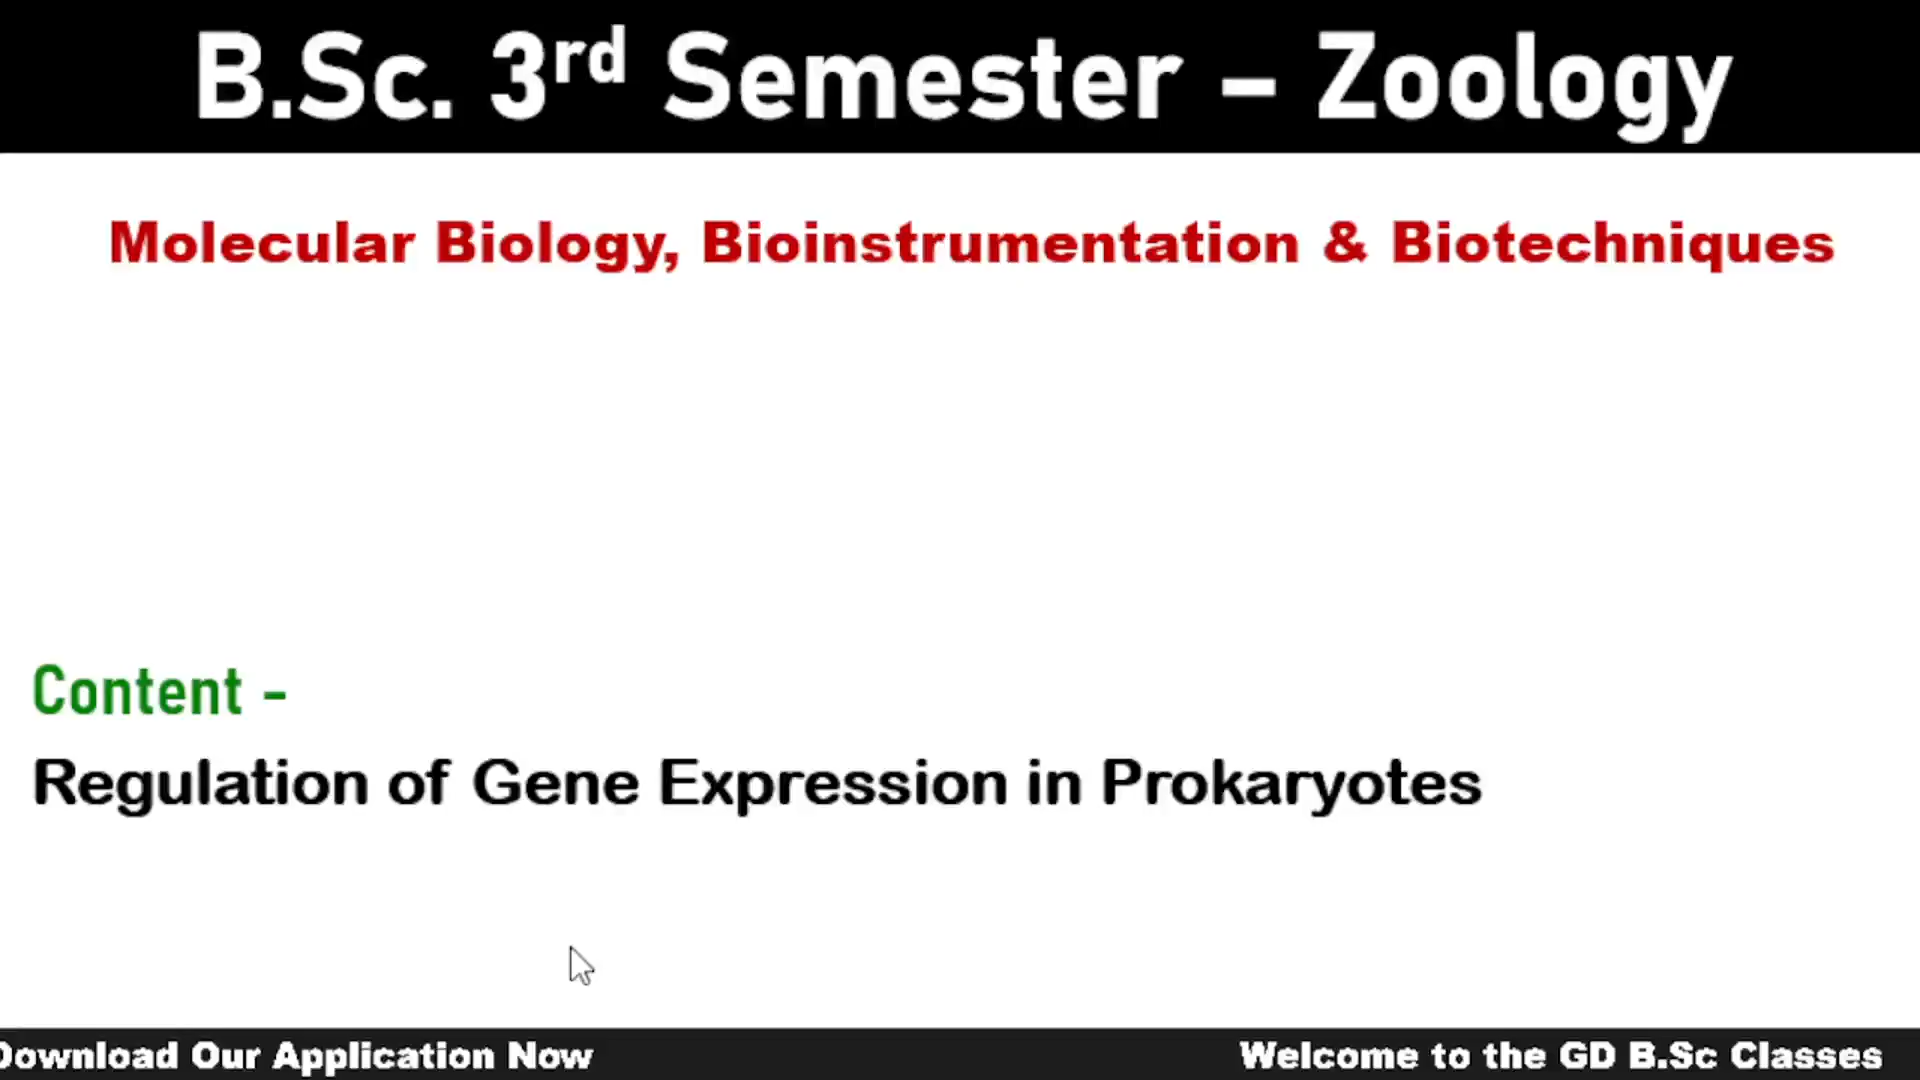 B.Sc. 3rd Semester – Zoology
Molecular Biology, Bioinstrumentation & Biotechniques
Content -
Regulation of Gene Expression in Prokaryotes
Download Our Application Now
Welcome to the GD B.Sc Classes